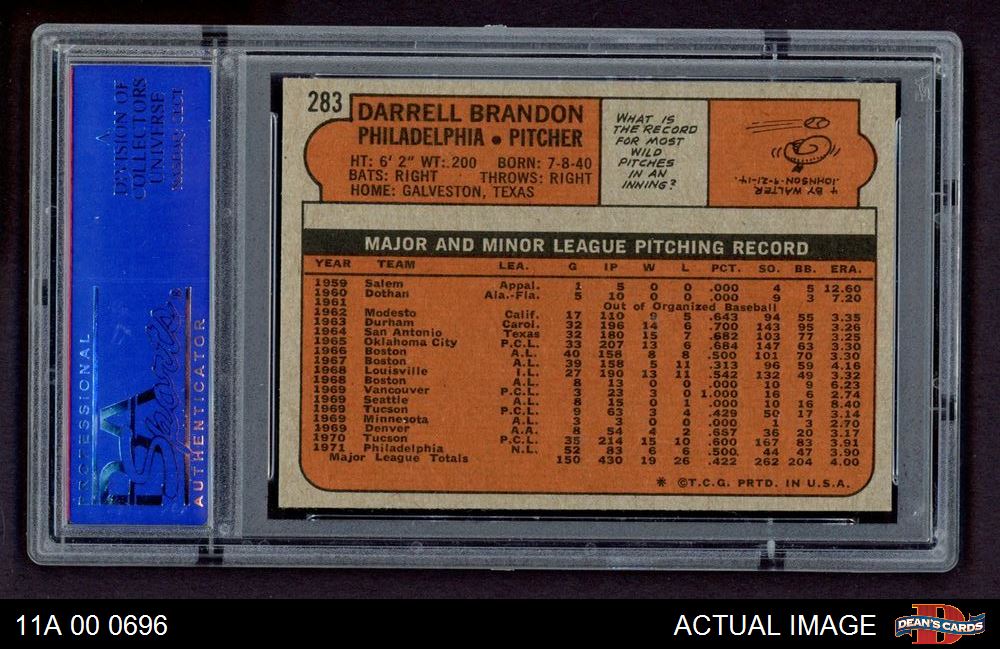 DIVISION OF
COLLECTORS
UNIVERSE
NASDAQ: CLCT
PROFESSIONAL
PSA
Sports
AUTHENTICATOR
283
DARRELL BRANDON
PHILADELPHIA • PITCHER
HT: 6' 2" WT: 200 BORN: 7-8-40
BATS: RIGHT THROWS: RIGHT
HOME: GALVESTON, TEXAS
WHAT IS
THE RECORD
FOR MOST
WILD
PITCHES
IN AN
INNING?
4 BY WALTER
JOHNSON-9-21-14.
MAJOR AND MINOR LEAGUE PITCHING RECORD
YEAR TEAM LEA. G IP W L PCT. SO. BB. ERA.
1959 Salem Appal. 1 5 0 0 .000 4 5 12.60
1960 Dothan Ala.-Fla. 5 10 0 0 .000 9 3 7.20
1961 Out of Organized Baseball
1962 Modesto Calif. 17 110 9 5 .643 94 55 3.35
1963 Durham Carol. 32 196 14 6 .700 143 95 3.26
1964 San Antonio Texas 32 180 15 7 .682 103 77 3.25
1965 Oklahoma City P.C.L. 33 207 13 6 .684 147 63 3.30
1966 Boston A.L. 40 158 8 8 .500 101 70 3.30
1967 Boston A.L. 39 158 5 11 .313 96 59 4.16
1968 Louisville I.L. 27 190 13 11 .542 132 49 3.32
1968 Boston A.L. 8 13 0 0 .000 10 9 6.23
1969 Vancouver P.C.L. 3 23 3 0 1.000 16 6 2.74
1969 Seattle A.L. 8 15 0 1 .000 10 16 8.40
1969 Tucson P.C.L. 9 63 3 4 .429 50 17 3.14
1969 Minnesota A.L. 3 3 0 0 .000 1 3 2.70
1969 Denver A.A. 8 54 4 2 .667 36 20 3.17
1970 Tucson P.C.L. 35 214 15 10 .600 167 83 3.91
1971 Philadelphia N.L. 52 83 6 6 .500 44 47 3.90
Major League Totals 150 430 19 26 .422 262 204 4.00
* ©T.C.G. PRTD. IN U.S.A.
11A 00 0696
ACTUAL IMAGE
D
DEAN'S CARDS